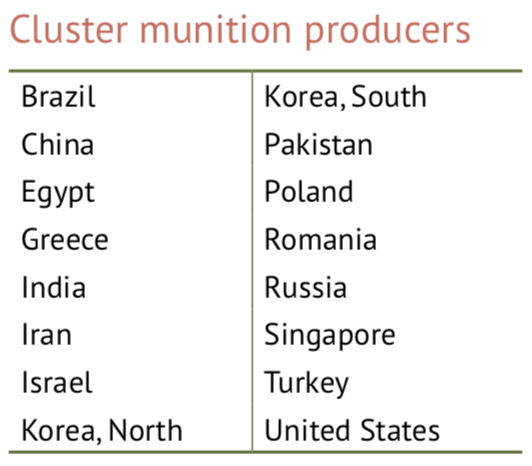 Cluster munition producers
Brazil Korea, South
China Pakistan
Egypt Poland
Greece Romania
India Russia
Iran Singapore
Israel Turkey
Korea, North United States